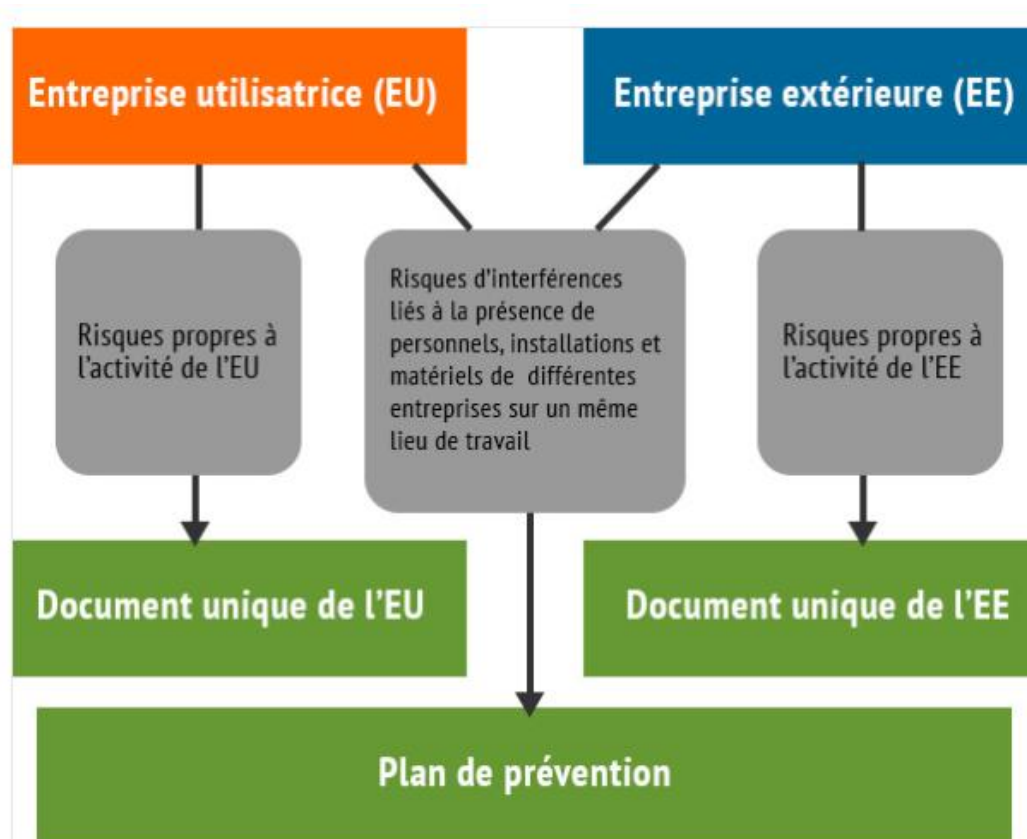 Entreprise utilisatrice (EU)
Entreprise extérieure (EE)
Risques propres à
l'activité de l'EU
Risques d'interférences
liés à la présence de
personnels, installations et
matériels de différentes
entreprises sur un même
lieu de travail
Risques propres à
l'activité de l'EE
Document unique de l'EU
Document unique de l'EE
Plan de prévention